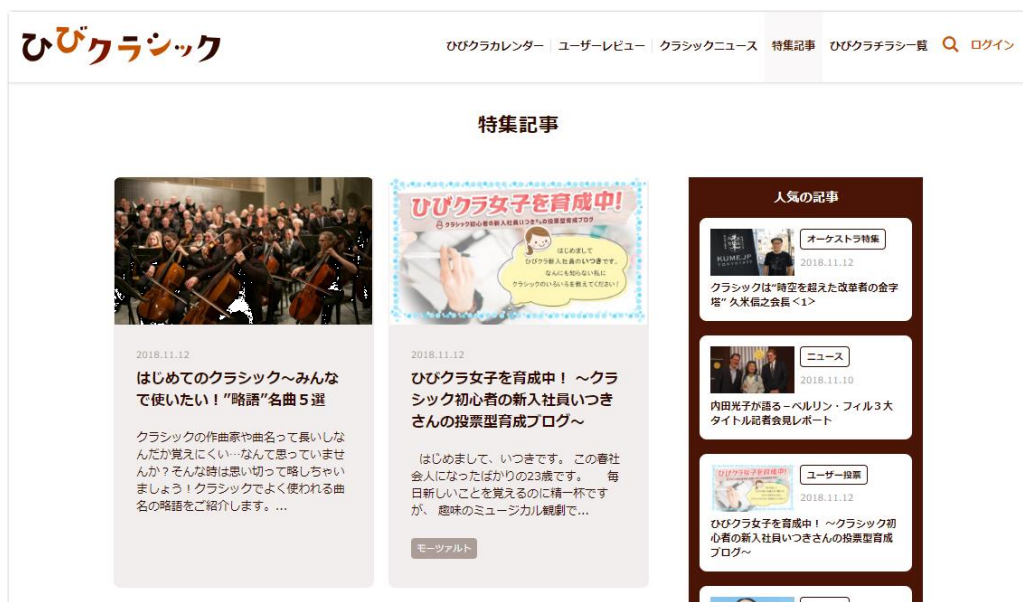 ひびクラシック
ひびクラカレンダー
ユーザーレビュー
クラシックニュース
特集記事
ひびクラチラシ一覧
ログイン
特集記事
2018.11.12
はじめてのクラシック～みんな
で使いたい！”略語”名曲５選
クラシックの作曲家や曲名って長いしな
んだか覚えにくい…なんて思っていませ
んか？そんな時は思い切って略しちゃい
ましょう！クラシックでよく使われる曲
名の略語をご紹介します。...
ひびクラ女子を育成中!
クラシック初心者の新入社員いつきさんの投票型育成ブログ
はじめまして
ひびクラ新入社員のいつきです。
なんにも知らない私に
クラシックのいろいろを教えてください！
2018.11.12
ひびクラ女子を育成中！ ～クラ
シック初心者の新入社員いつき
さんの投票型育成ブログ～
はじめまして、いつきです。 この春社
会人になったばかりの23歳です。 毎
日新しいことを覚えるのに精一杯です
が、 趣味のミュージカル観劇で...
モーツァルト
人気の記事
KUME.JP
オーケストラ特集
2018.11.12
クラシックは”時空を超えた改革者の金字
塔” 久米信之会長＜1＞
ニュース
2018.11.10
内田光子が語る－ベルリン・フィル３大
タイトル記者会見レポート
ひびクラ女子を育成中!
ユーザー投票
2018.11.12
ひびクラ女子を育成中！ ～クラシック初
心者の新入社員いつきさんの投票型育成
ブログ～